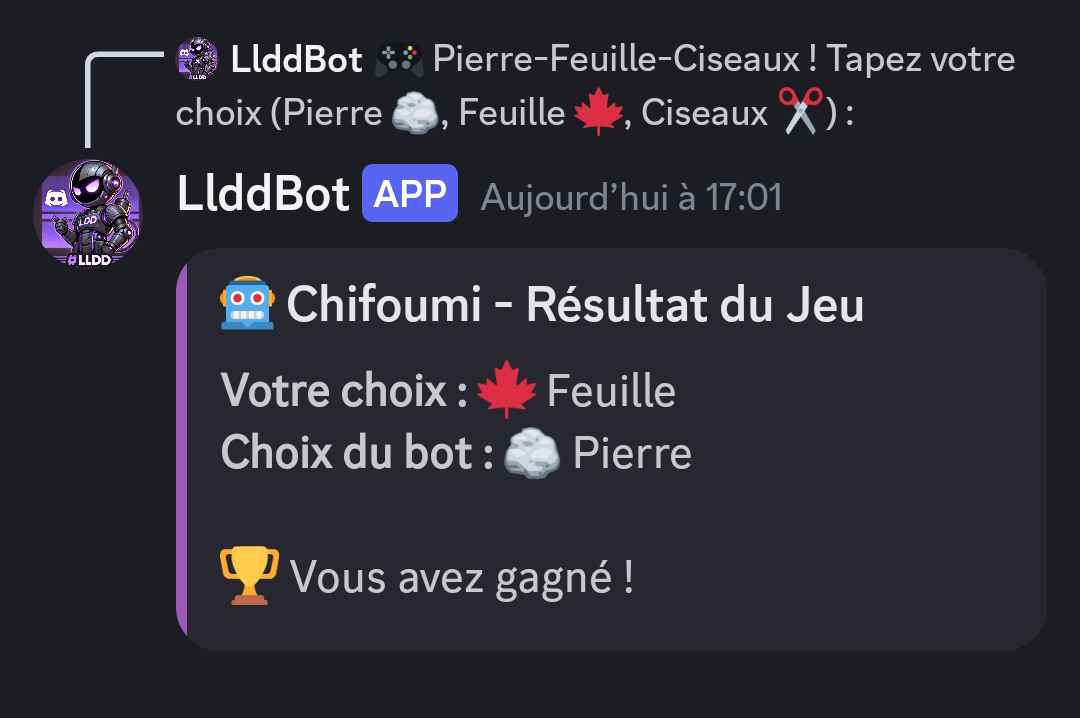 LlddBot 🎮 Pierre-Feuille-Ciseaux ! Tapez votre
choix (Pierre 🪨, Feuille 🍁, Ciseaux ✂️) :
LlddBot APP Aujourd’hui à 17:01
🤖 Chifoumi - Résultat du Jeu
Votre choix : 🍁 Feuille
Choix du bot : 🪨 Pierre
🏆 Vous avez gagné !
LDD
#LLDD